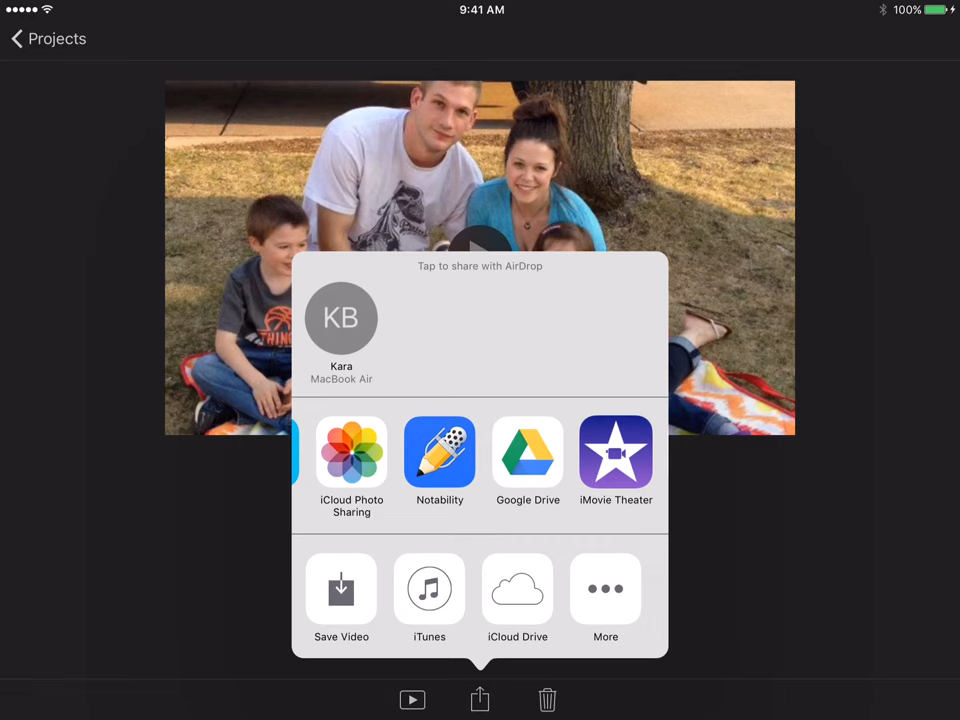 9:41 AM
100%
Projects
Tap to share with AirDrop
KB
Kara
MacBook Air
iCloud Photo
Sharing
Notability
Google Drive
iMovie Theater
Save Video
iTunes
iCloud Drive
More